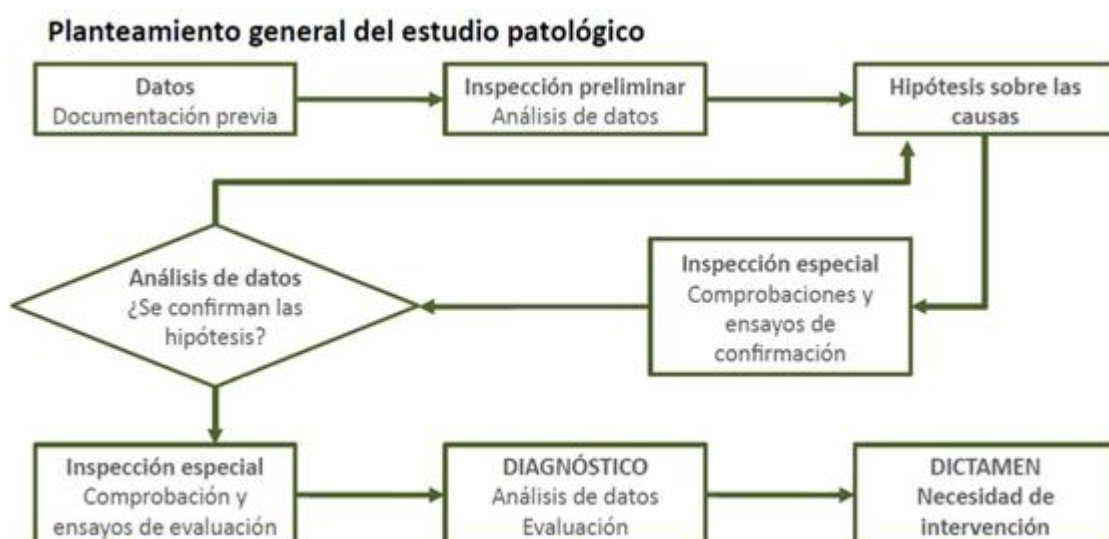 Planteamiento general del estudio patológico
Datos
Documentación previa
Inspección preliminar
Análisis de datos
Hipótesis sobre las
causas
Inspección especial
Comprobaciones y
ensayos de
confirmación
Análisis de datos
¿Se confirman las
hipótesis?
Inspección especial
Comprobación y
ensayos de evaluación
DIAGNÓSTICO
Análisis de datos
Evaluación
DICTAMEN
Necesidad de
intervención